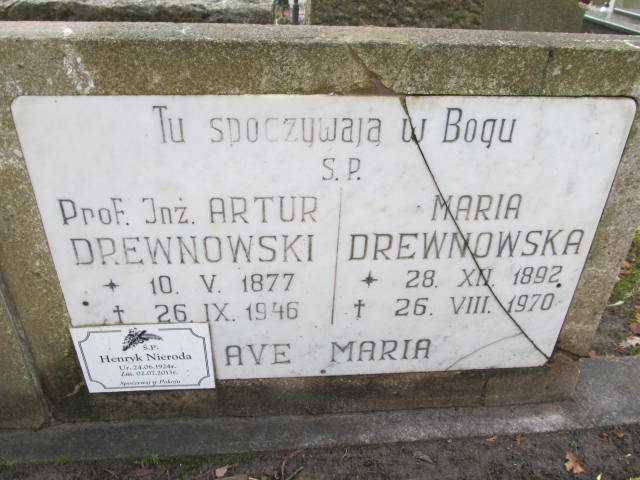 Tu spoczywają w Bogu
Ś.P.
Prof. Inż. ARTUR
DREWNOWSKI
10. V. 1877
† 26. IX. 1946
MARIA
DREWNOWSKA
28. XII. 1892
† 26. VIII. 1970
AVE MARIA
Ś.P.
Henryk Nieroda
Ur. 24.06.1924r.
Zm. 02.07.2013r.
Spoczywaj w Pokoju